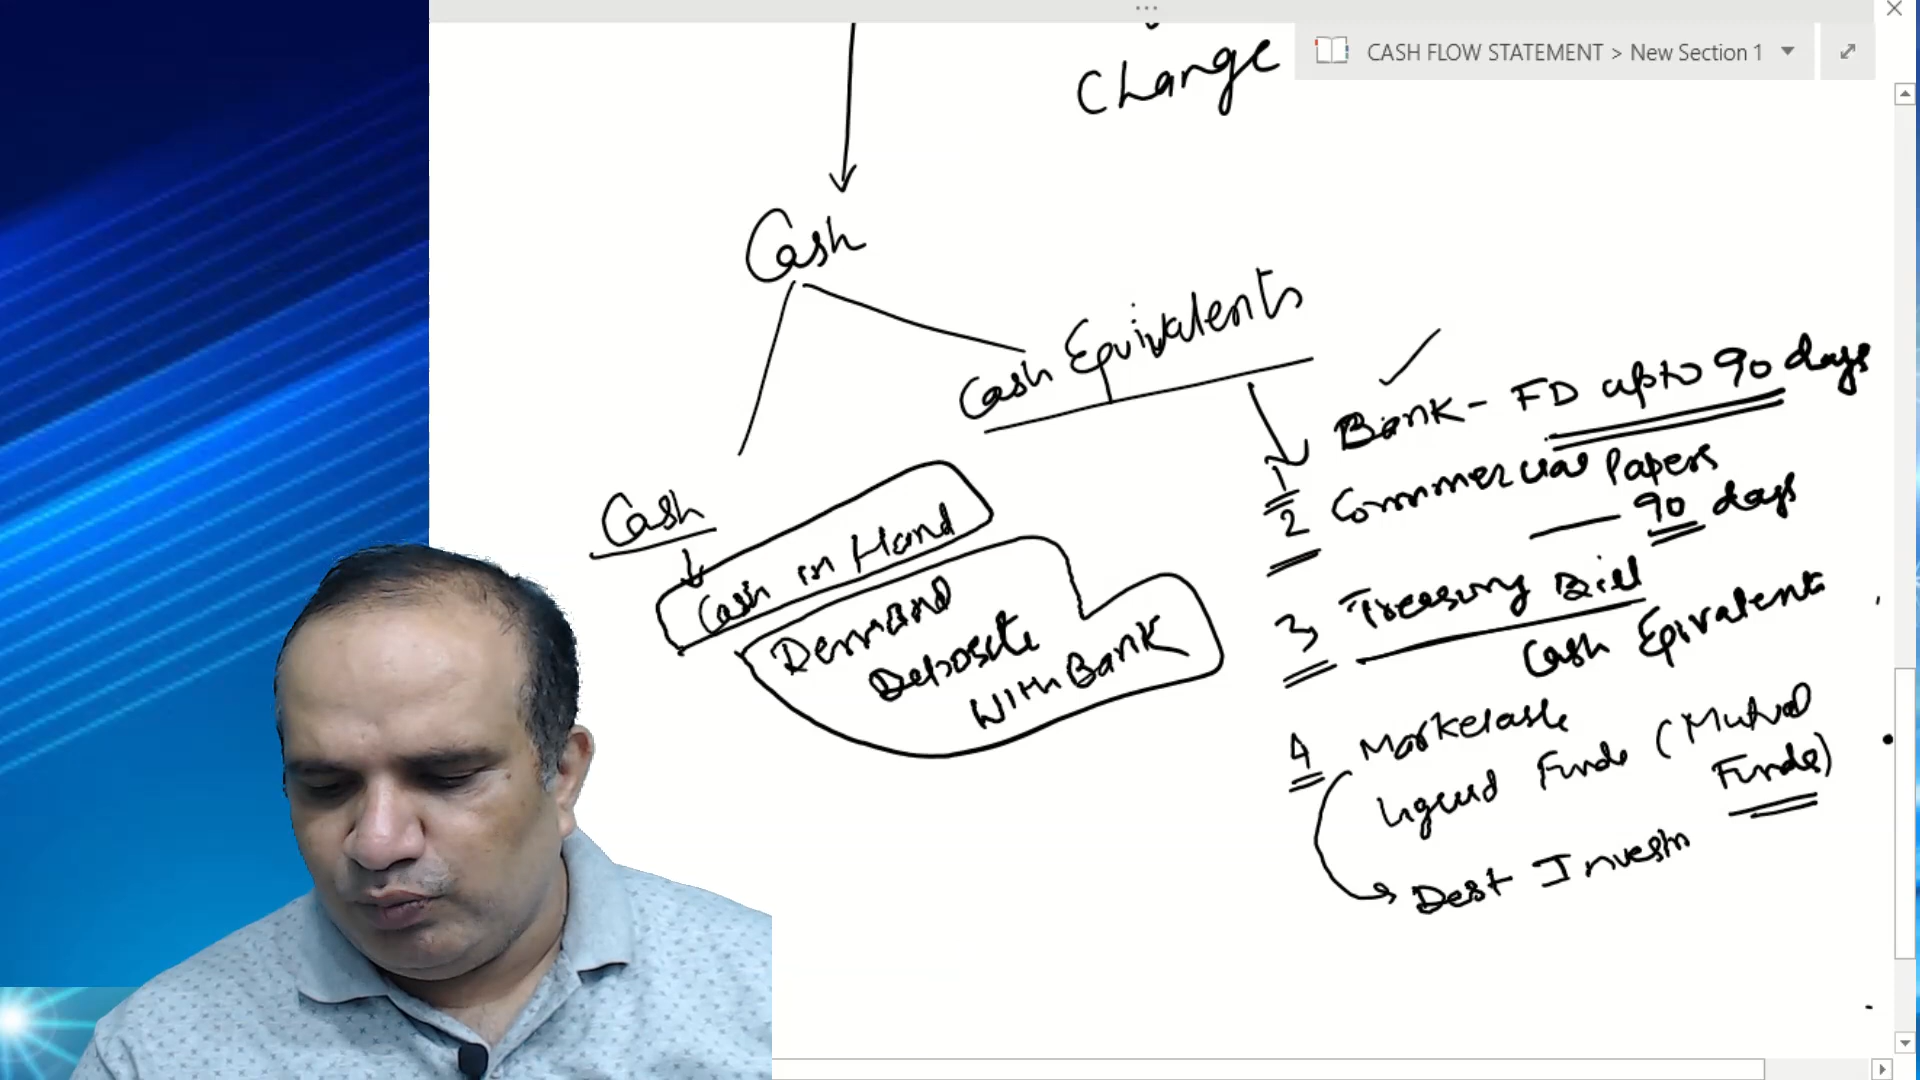 Change
CASH FLOW STATEMENT > New Section 1
Cash
Cash Equivalents
1 Bank - FD upto 90 days
2 Commercial Papers
90 days
3, Treasury Bill
Cash Equivalent
4 Marketable
Liquid Funds (Mutual
Funds)
Debt Investm
Cash
Cash in Hand
Demand
Deposits
With Bank